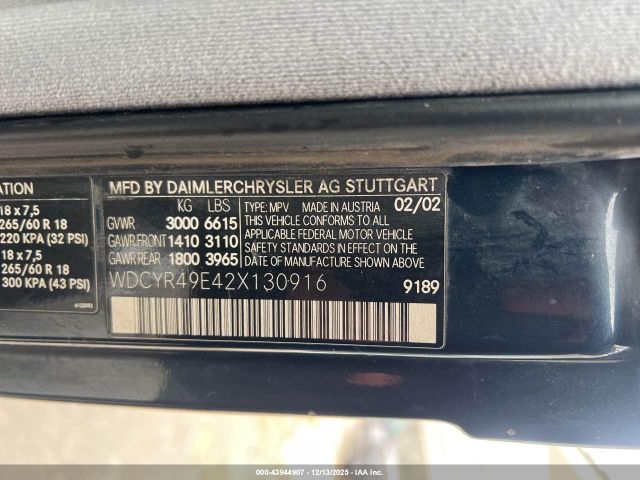 ATION
18 x 7,5
265/60 R 18
220 KPA (32 PSI)
18 x 7,5
265/60 R 18
300 KPA (43 PSI)
MFD BY DAIMLERCHRYSLER AG STUTTGART
KG LBS
GVWR 3000 6615
GAWR FRONT 1410 3110
GAWR REAR 1800 3965
TYPE: MPV MADE IN AUSTRIA 02/02
THIS VEHICLE CONFORMS TO ALL
APPLICABLE FEDERAL MOTOR VEHICLE
SAFETY STANDARDS IN EFFECT ON THE
DATE OF MANUFACTURE SHOWN ABOVE.
WDCYR49E42X130916
9189
000-43944907 • 12/13/2025 • IAA Inc.